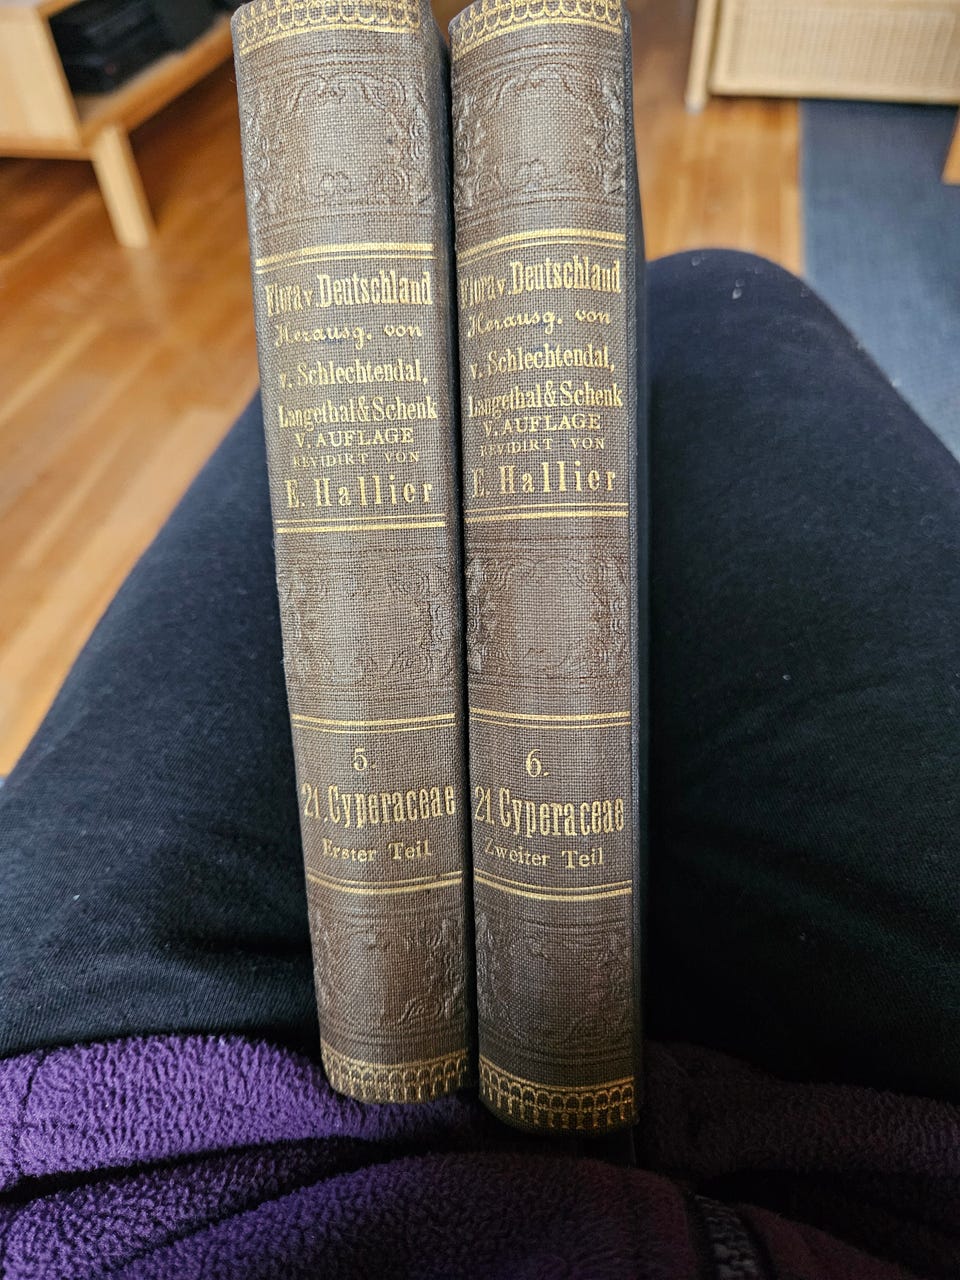 Flora v. Deutschland
Herausg. von
v. Schlechtendal,
Langethal & Schenk
V. AUFLAGE
REVIDIRT VON
E. Hallier
5.
21. Cyperaceae
Erster Teil
Flora v. Deutschland
Herausg. von
v. Schlechtendal,
Langethal & Schenk
V. AUFLAGE
REVIDIRT VON
E. Hallier
6.
21. Cyperaceae
Zweiter Teil